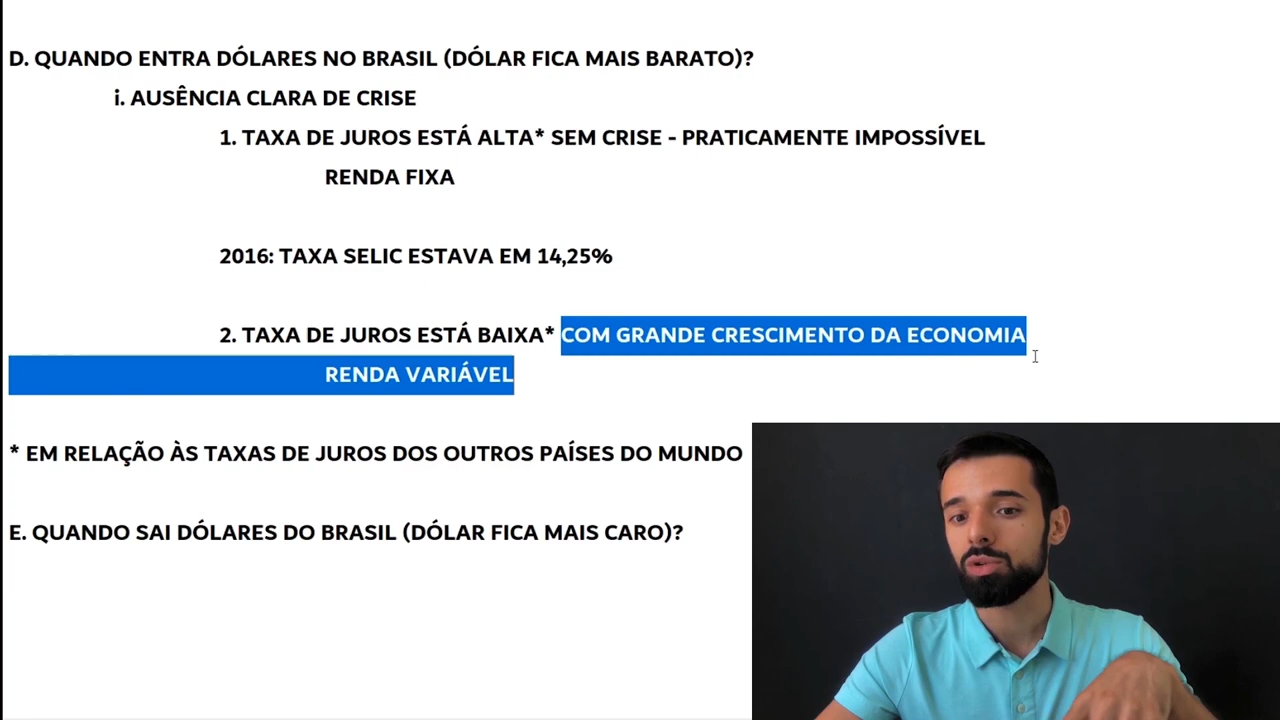 D. QUANDO ENTRA DÓLARES NO BRASIL (DÓLAR FICA MAIS BARATO)?
i. AUSÊNCIA CLARA DE CRISE
1. TAXA DE JUROS ESTÁ ALTA* SEM CRISE - PRATICAMENTE IMPOSSÍVEL
RENDA FIXA
2016: TAXA SELIC ESTAVA EM 14,25%
2. TAXA DE JUROS ESTÁ BAIXA* COM GRANDE CRESCIMENTO DA ECONOMIA
RENDA VARIÁVEL
* EM RELAÇÃO ÀS TAXAS DE JUROS DOS OUTROS PAÍSES DO MUNDO
E. QUANDO SAI DÓLARES DO BRASIL (DÓLAR FICA MAIS CARO)?